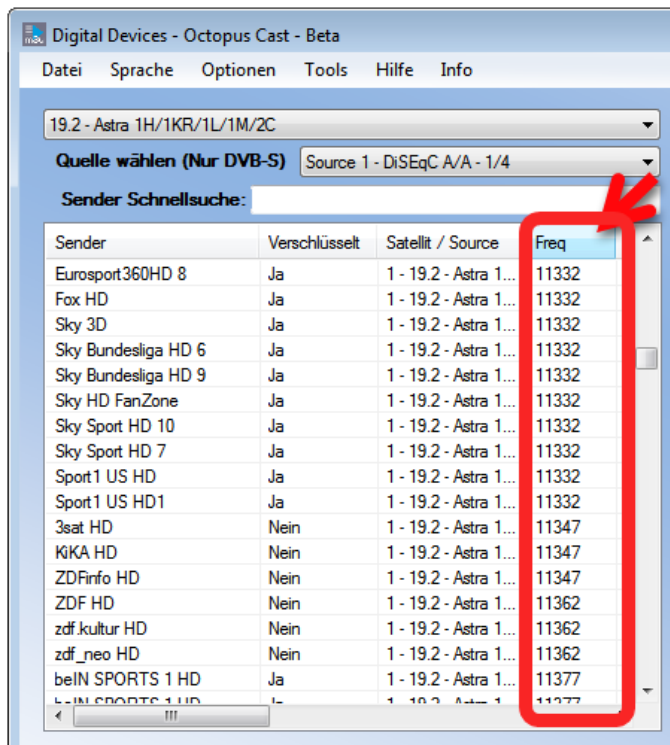 Digital Devices - Octopus Cast - Beta
Datei Sprache Optionen Tools Hilfe Info
19.2 - Astra 1H/1KR/1L/1M/2C
Quelle wählen (Nur DVB-S) Source 1 - DiSEqC A/A - 1/4
Sender Schnellsuche:
Sender Verschlüsselt Satellit / Source Freq
Eurosport360HD 8 Ja 1 - 19.2 - Astra 1... 11332
Fox HD Ja 1 - 19.2 - Astra 1... 11332
Sky 3D Ja 1 - 19.2 - Astra 1... 11332
Sky Bundesliga HD 6 Ja 1 - 19.2 - Astra 1... 11332
Sky Bundesliga HD 9 Ja 1 - 19.2 - Astra 1... 11332
Sky HD FanZone Ja 1 - 19.2 - Astra 1... 11332
Sky Sport HD 10 Ja 1 - 19.2 - Astra 1... 11332
Sky Sport HD 7 Ja 1 - 19.2 - Astra 1... 11332
Sport1 US HD Ja 1 - 19.2 - Astra 1... 11332
Sport1 US HD1 Ja 1 - 19.2 - Astra 1... 11332
3sat HD Nein 1 - 19.2 - Astra 1... 11347
KiKA HD Nein 1 - 19.2 - Astra 1... 11347
ZDFinfo HD Nein 1 - 19.2 - Astra 1... 11347
ZDF HD Nein 1 - 19.2 - Astra 1... 11362
zdf.kultur HD Nein 1 - 19.2 - Astra 1... 11362
zdf_neo HD Nein 1 - 19.2 - Astra 1... 11362
beIN SPORTS 1 HD Ja 1 - 19.2 - Astra 1... 11377